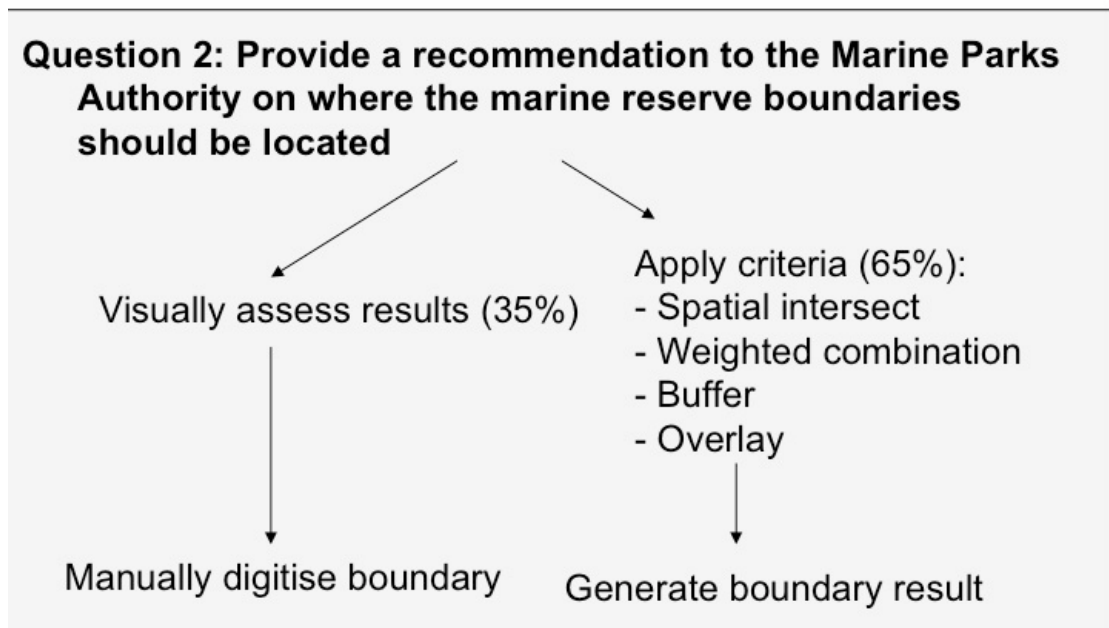 Question 2: Provide a recommendation to the Marine Parks
Authority on where the marine reserve boundaries
should be located
Visually assess results (35%)
Manually digitise boundary
Apply criteria (65%):
- Spatial intersect
- Weighted combination
- Buffer
- Overlay
Generate boundary result